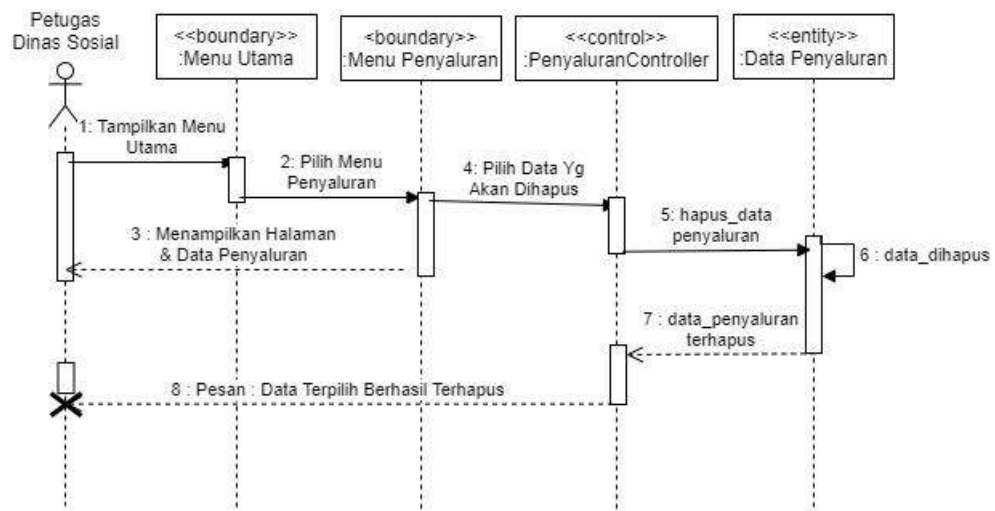 Petugas
Dinas Sosial
<<boundary>>
:Menu Utama
<boundary>>
:Menu Penyaluran
<<control>>
:PenyaluranController
<<entity>>
:Data Penyaluran
1: Tampilkan Menu
Utama
2: Pilih Menu
Penyaluran
4: Pilih Data Yg
Akan Dihapus
5: hapus_data
penyaluran
3 : Menampilkan Halaman
& Data Penyaluran
6 : data_dihapus
7 : data_penyaluran
terhapus
8 : Pesan : Data Terpilih Berhasil Terhapus